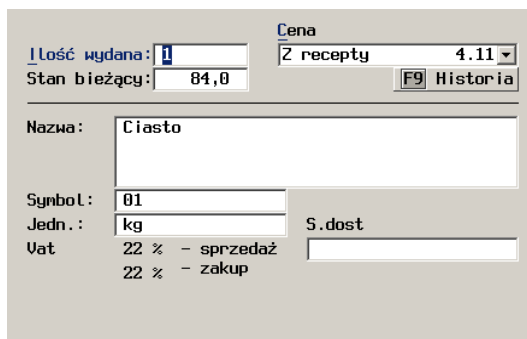 Cena
Ilość wydana: 1
Z recepty 4.11
Stan bieżący: 84,0
F9 Historia
Nazwa: Ciasto
Symbol: 01
Jedn.: kg
S.dost
Vat 22 % - sprzedaż
22 % - zakup